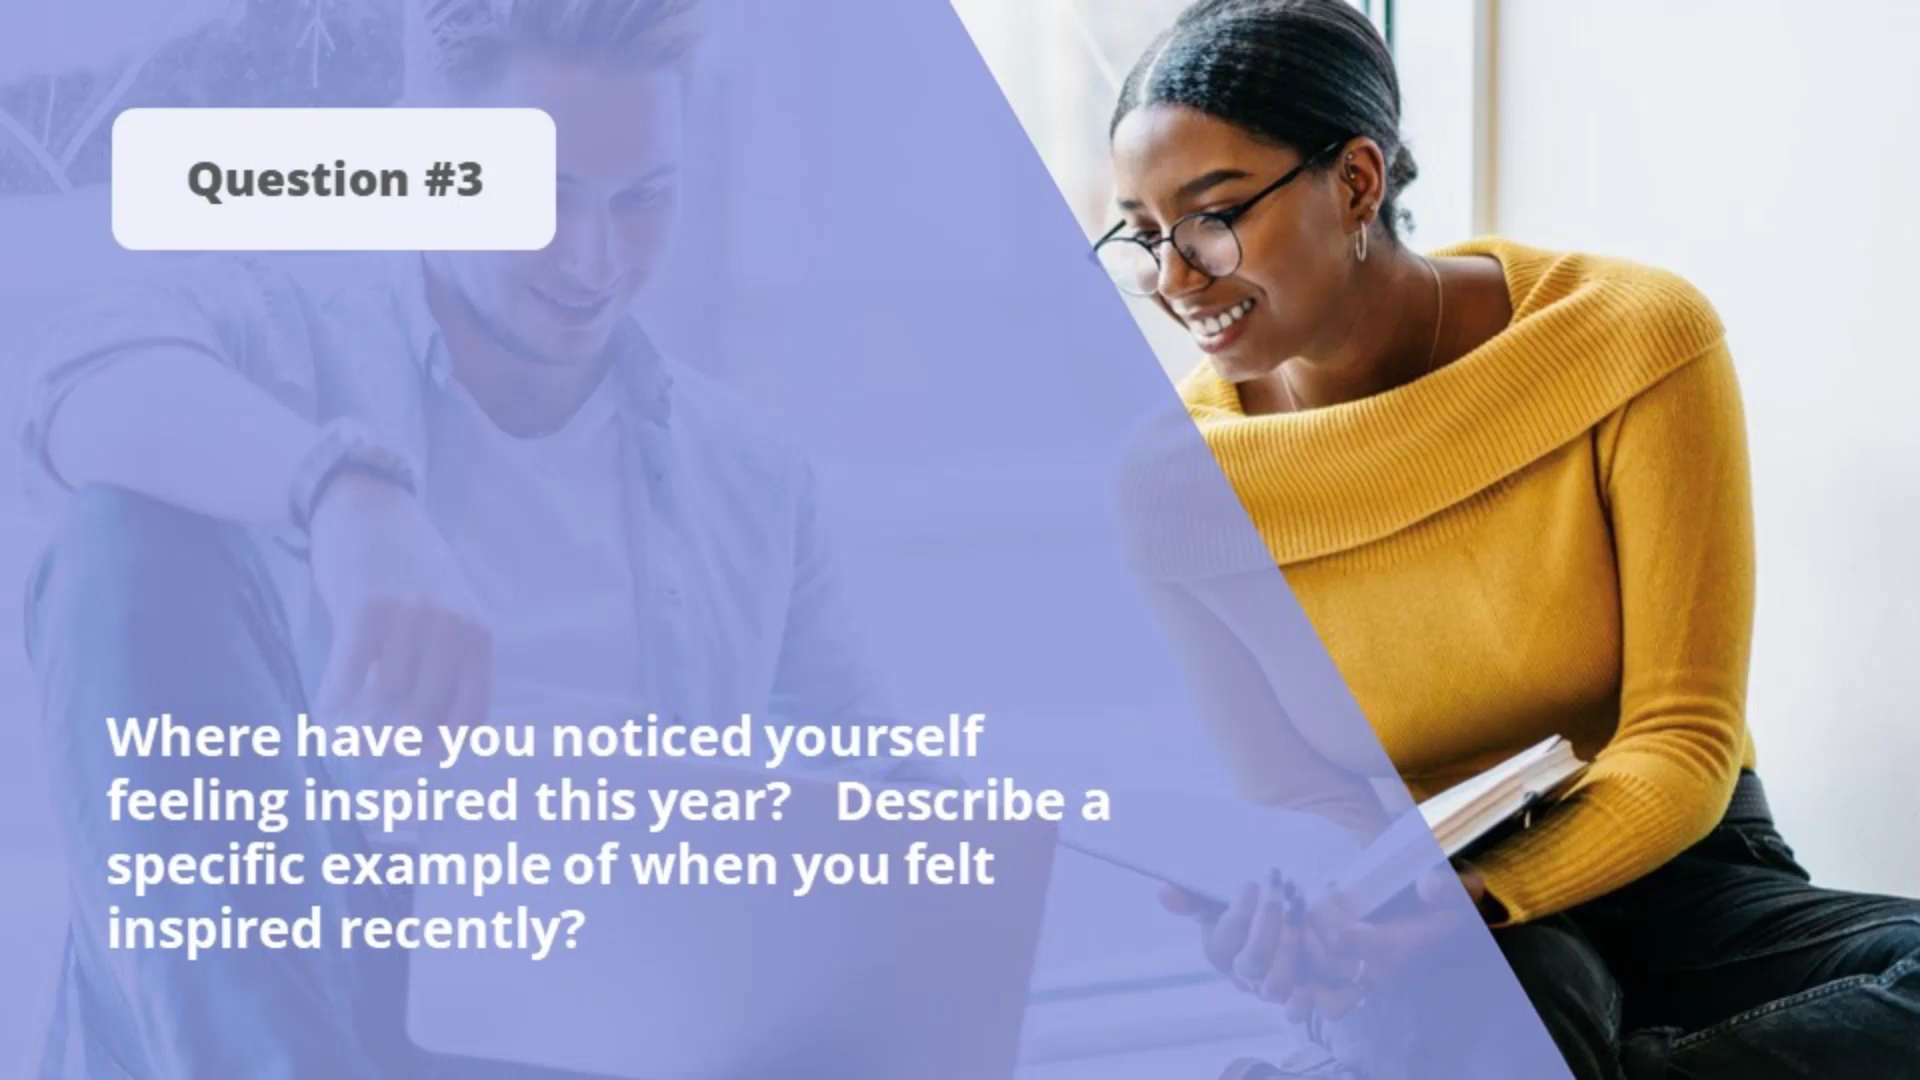 Question #3
Where have you noticed yourself
feeling inspired this year?   Describe a
specific example of when you felt
inspired recently?